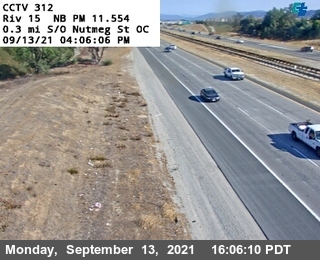 CCTV 312
Riv 15 NB PM 11.554
0.3 mi S/O Nutmeg St OC
09/13/21 04:06:06 PM
Monday, September 13, 2021 16:06:10 PDT